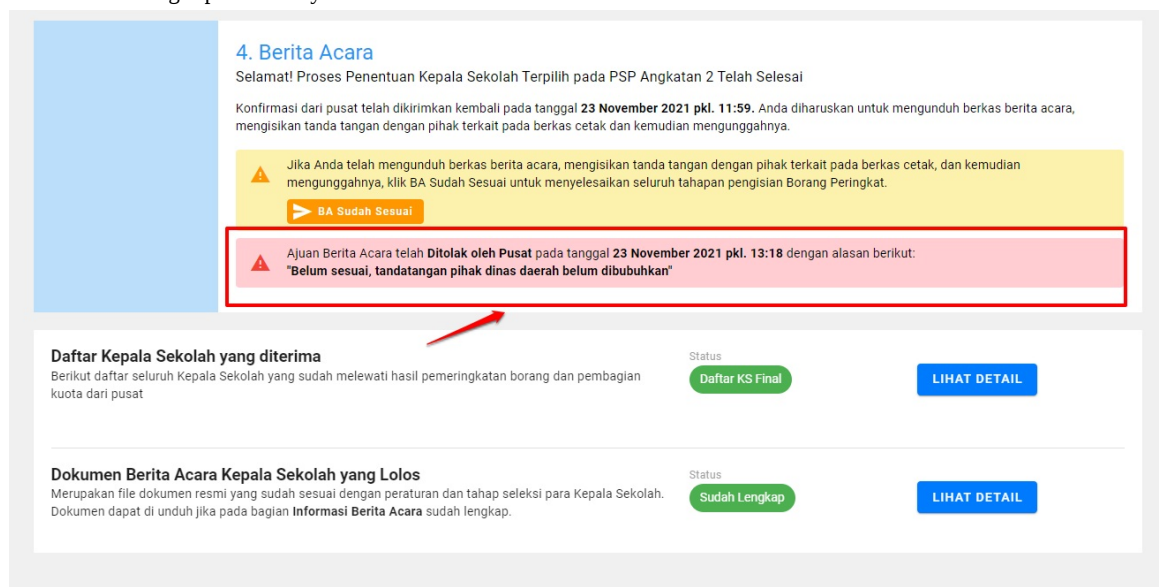 4. Berita Acara
Selamat! Proses Penentuan Kepala Sekolah Terpilih pada PSP Angkatan 2 Telah Selesai
Konfirmasi dari pusat telah dikirimkan kembali pada tanggal 23 November 2021 pkl. 11:59. Anda diharuskan untuk mengunduh berkas berita acara,
mengisikan tanda tangan dengan pihak terkait pada berkas cetak dan kemudian mengunggahnya.
Jika Anda telah mengunduh berkas berita acara, mengisikan tanda tangan dengan pihak terkait pada berkas cetak, dan kemudian
mengunggahnya, klik BA Sudah Sesuai untuk menyelesaikan seluruh tahapan pengisian Borang Peringkat.
BA Sudah Sesuai
Ajuan Berita Acara telah Ditolak oleh Pusat pada tanggal 23 November 2021 pkl. 13:18 dengan alasan berikut:
"Belum sesuai, tandatangan pihak dinas daerah belum dibubuhkan"
Daftar Kepala Sekolah yang diterima
Berikut daftar seluruh Kepala Sekolah yang sudah melewati hasil pemeringkatan borang dan pembagian
kuota dari pusat
Status
Daftar KS Final
LIHAT DETAIL
Dokumen Berita Acara Kepala Sekolah yang Lolos
Merupakan file dokumen resmi yang sudah sesuai dengan peraturan dan tahap seleksi para Kepala Sekolah.
Dokumen dapat di unduh jika pada bagian Informasi Berita Acara sudah lengkap.
Status
Sudah Lengkap
LIHAT DETAIL